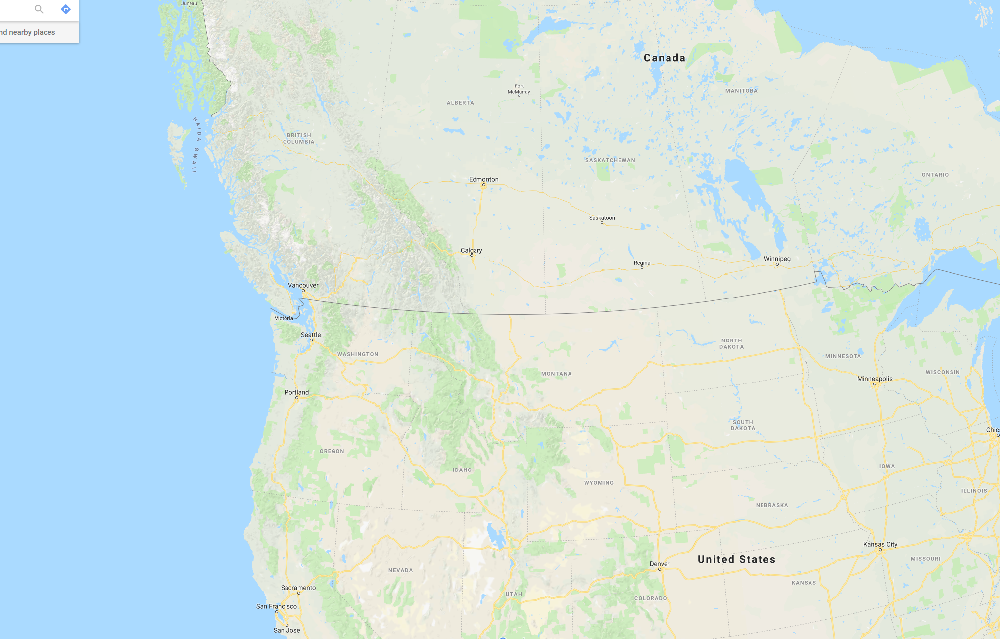 Juneau
nd nearby places
Canada
Fort
McMurray
MANITOBA
ALBERTA
HAIDA GWAII
BRITISH
COLUMBIA
SASKATCHEWAN
ONTARIO
Edmonton
Saskatoon
Calgary
Winnipeg
Regina
Vancouver
Victoria
Seattle
NORTH
DAKOTA
WASHINGTON
MINNESOTA
MONTANA
WISCONSIN
Minneapolis
Portland
SOUTH
DAKOTA
Chica
OREGON
IOWA
IDAHO
WYOMING
ILLINOIS
NEBRASKA
Kansas City
United States
MISSOURI
Denver
NEVADA
KANSAS
Sacramento
UTAH
COLORADO
San Francisco
San Jose